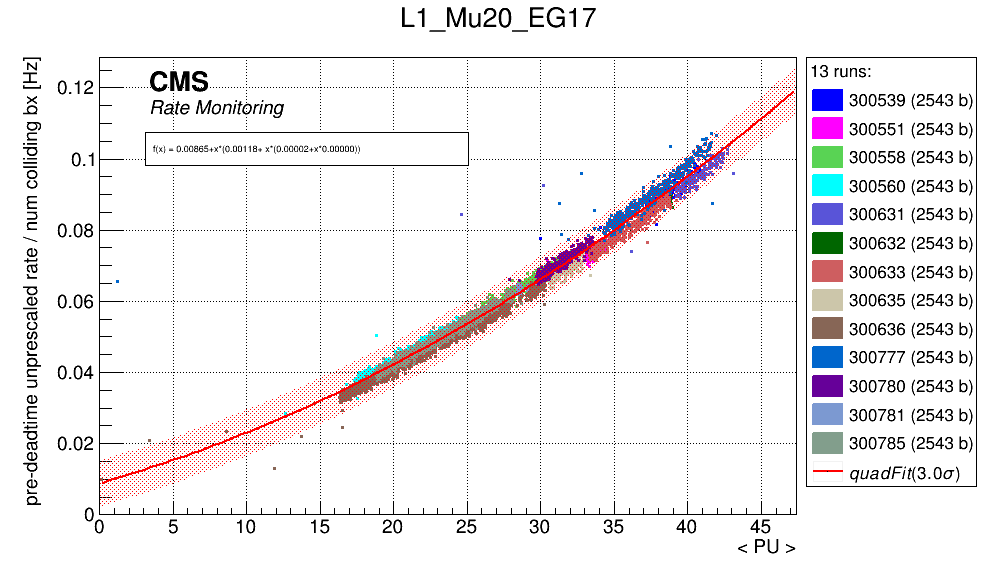 L1_Mu20_EG17
pre-deadtime unprescaled rate / num colliding bx [Hz]
CMS
Rate Monitoring
f(x) = 0.00865+x*(0.00118+ x*(0.00002+x*0.00000))
0.12
0.1
0.08
0.06
0.04
0.02
0
0 5 10 15 20 25 30 35 40 45
< PU >
13 runs:
300539 (2543 b)
300551 (2543 b)
300558 (2543 b)
300560 (2543 b)
300631 (2543 b)
300632 (2543 b)
300633 (2543 b)
300635 (2543 b)
300636 (2543 b)
300777 (2543 b)
300780 (2543 b)
300781 (2543 b)
300785 (2543 b)
quadFit(3.0σ)